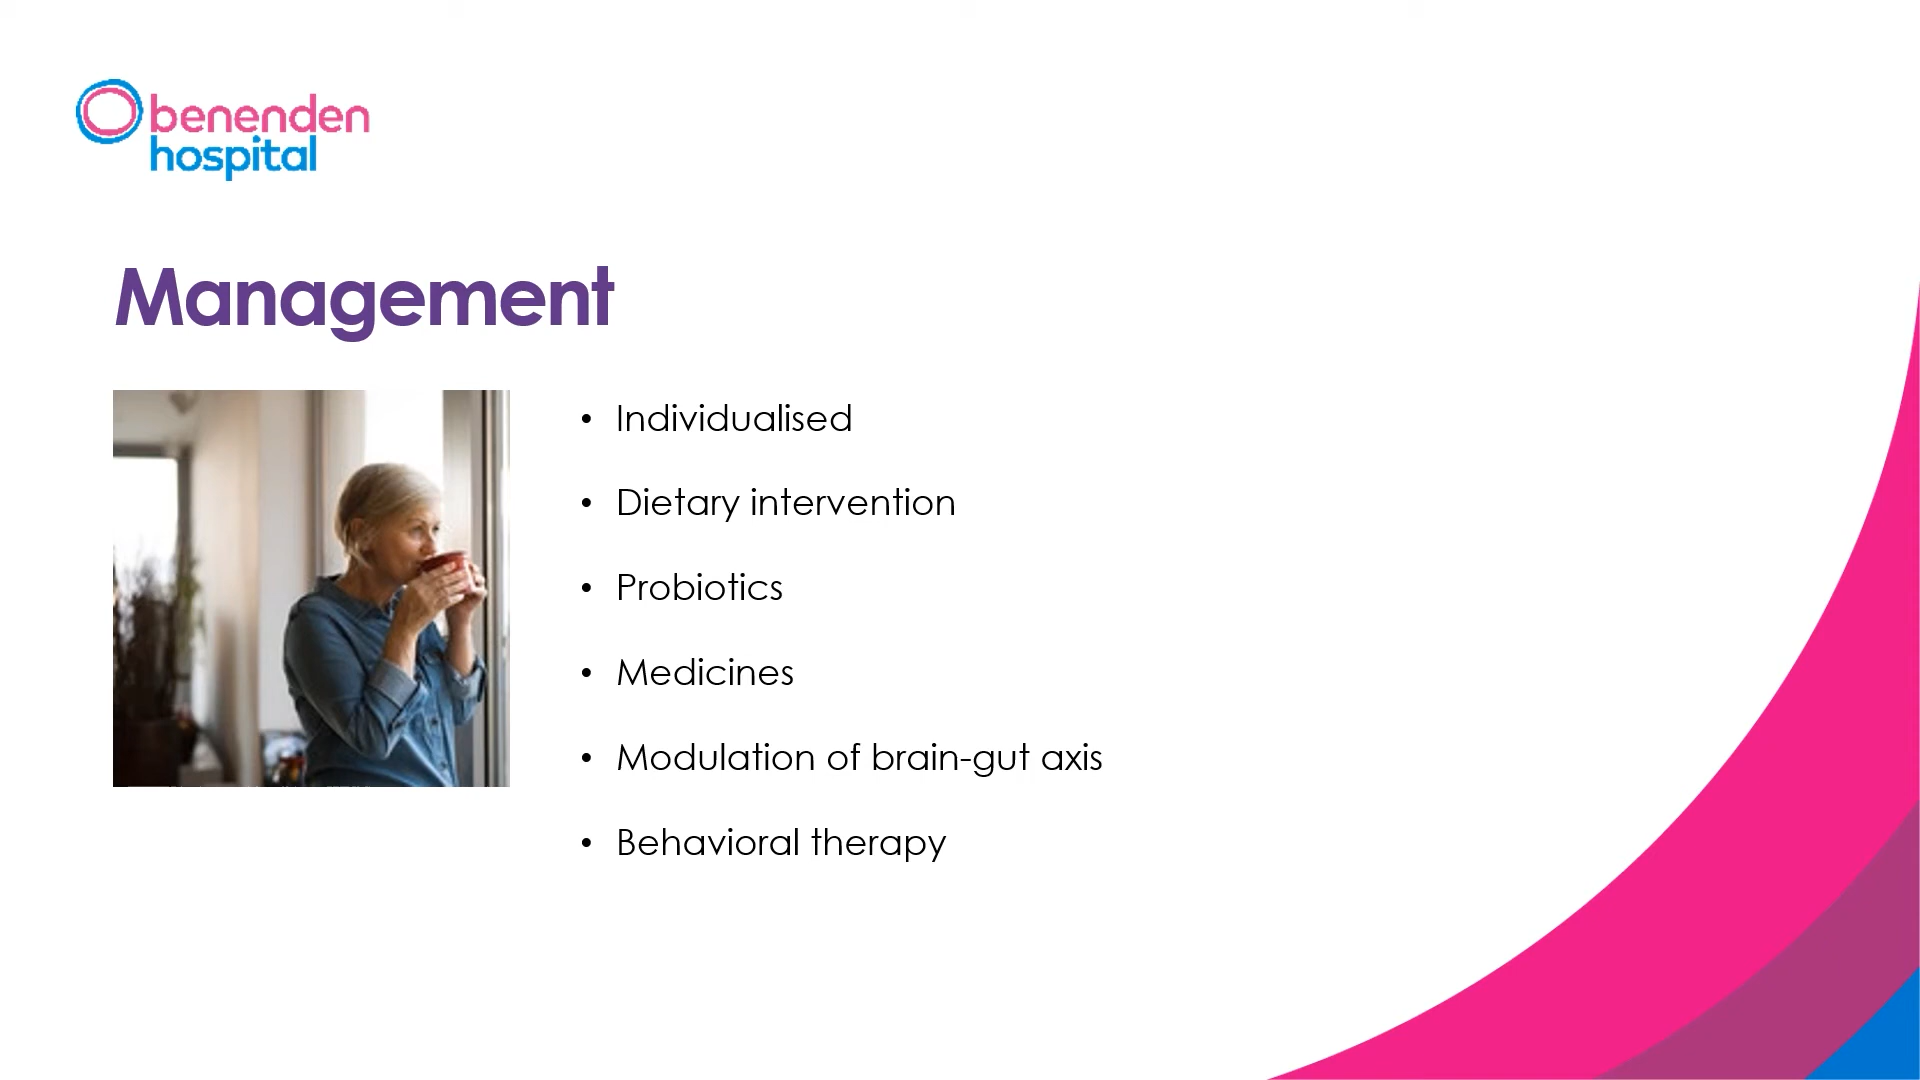 benenden
hospital
Management
• Individualised
• Dietary intervention
• Probiotics
• Medicines
• Modulation of brain-gut axis
• Behavioral therapy